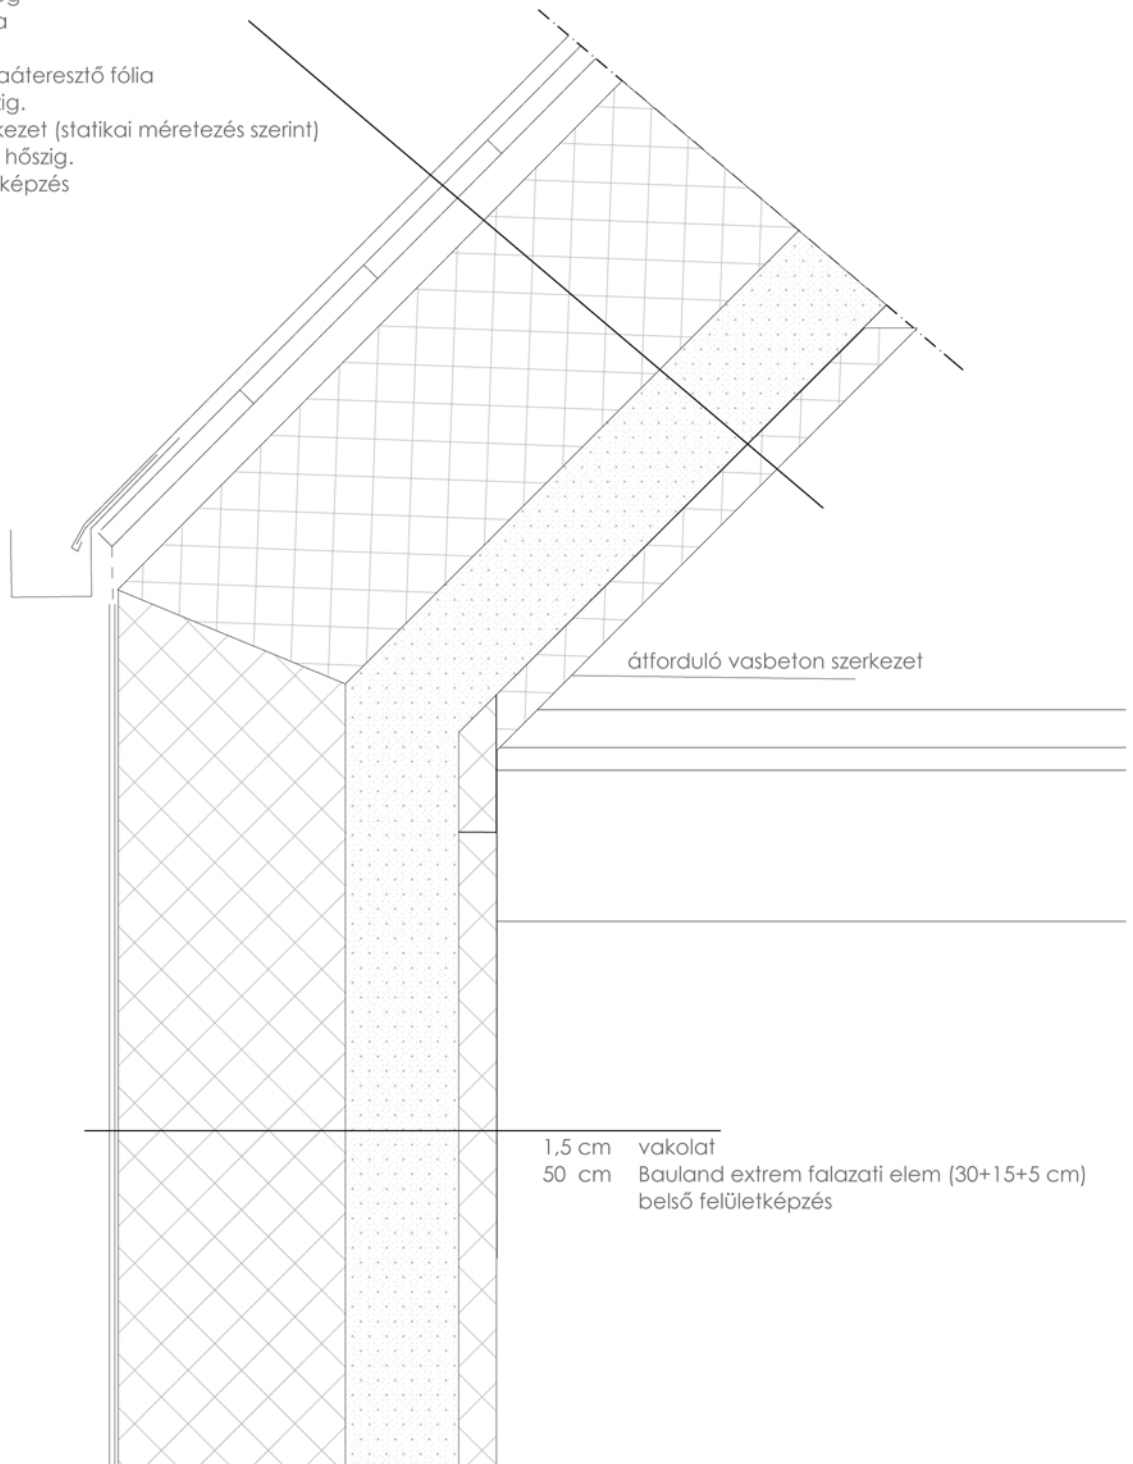 aáteresztő fólia
ig.
kezet (statikai méretezés szerint)
hőszig.
képzés
átforduló vasbeton szerkezet
1,5 cm vakolat
50 cm Bauland extrem falazati elem (30+15+5 cm)
belső felületképzés